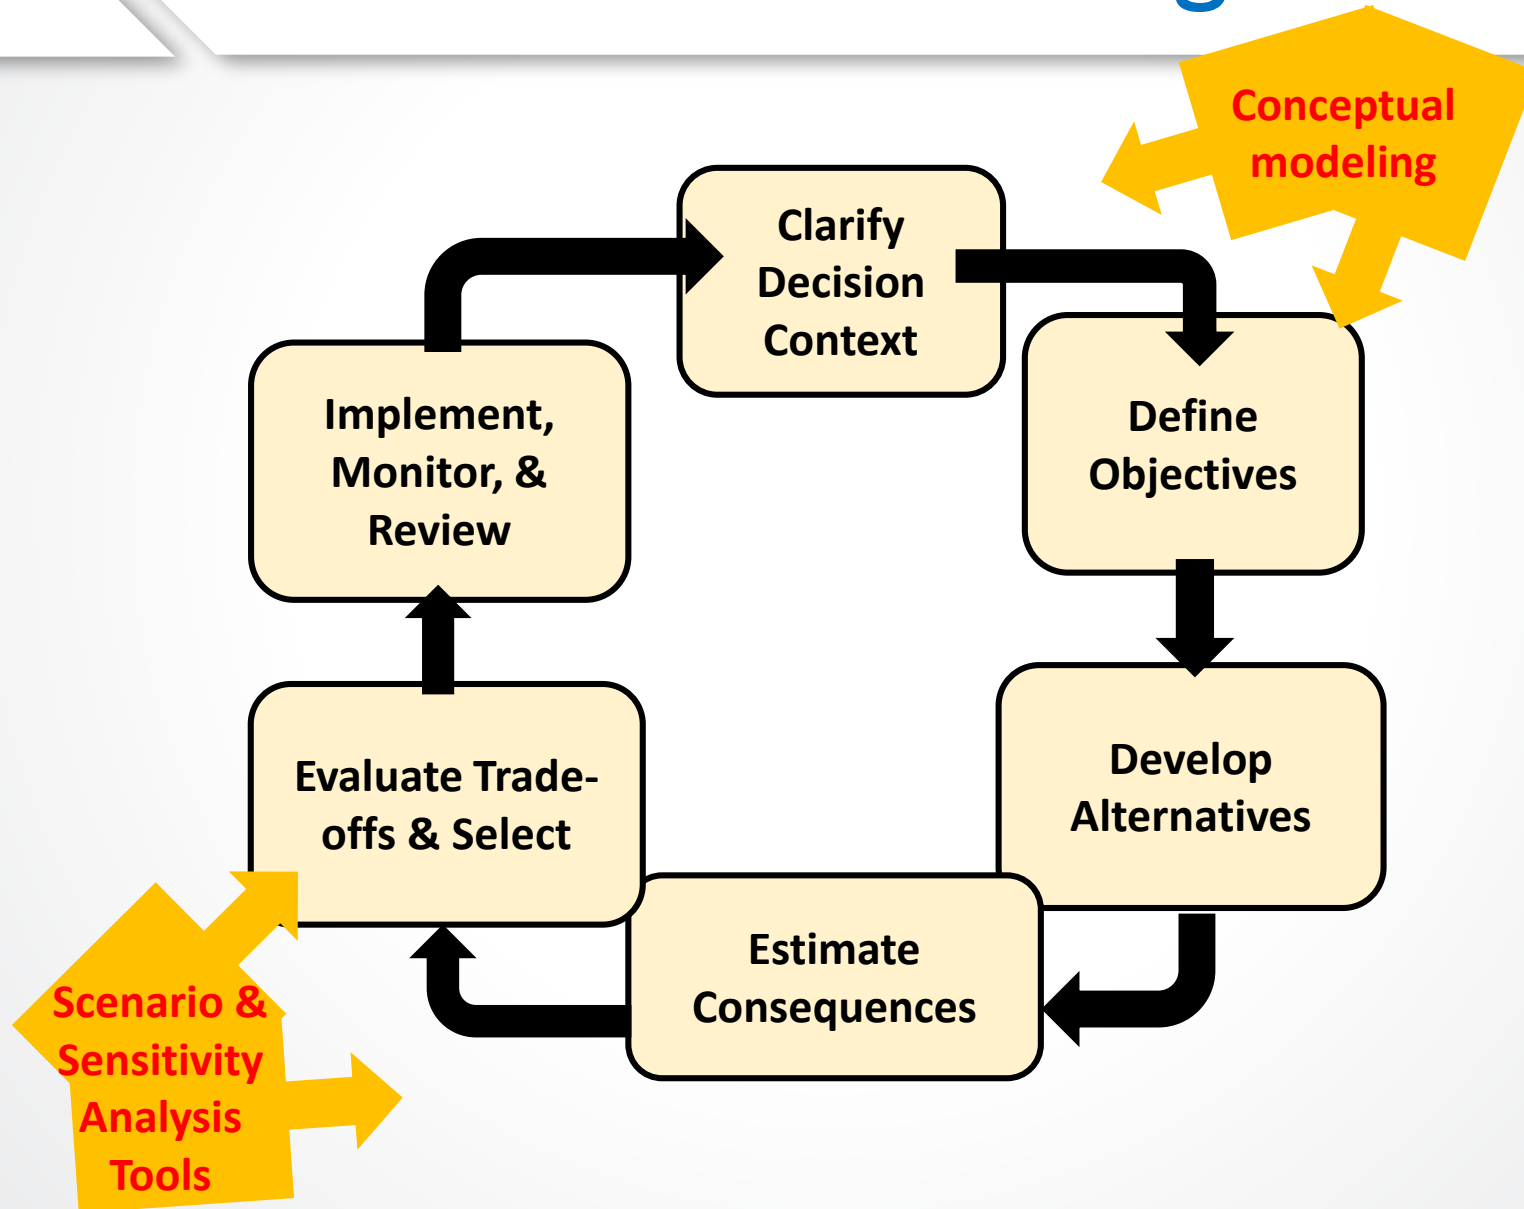 Conceptual
modeling
Clarify
Decision
Context
Define
Objectives
Develop
Alternatives
Estimate
Consequences
Evaluate Trade-
offs & Select
Implement,
Monitor, &
Review
Scenario &
Sensitivity
Analysis
Tools